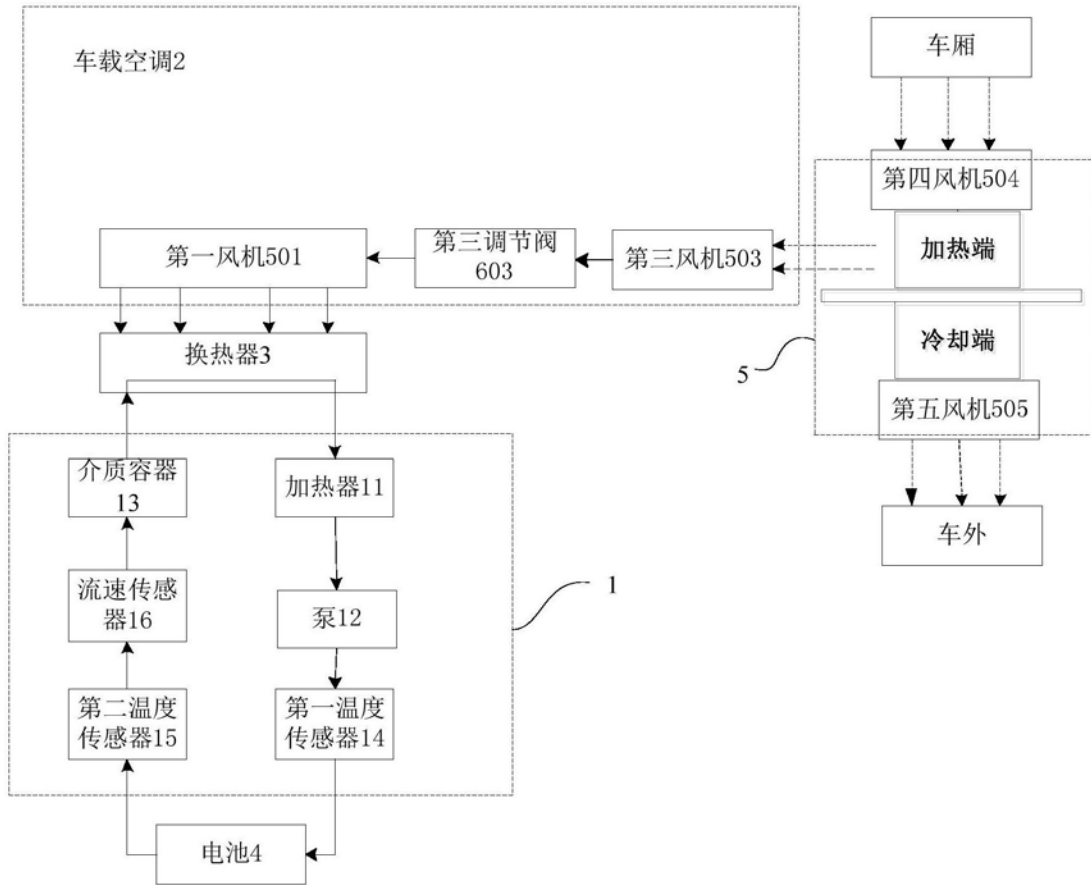 车载空调2
车厢
第四风机504
加热端
第一风机501
第三调节阀
603
第三风机503
冷却端
换热器3
5
第五风机505
介质容器
13
加热器11
车外
流速传感
器16
泵12
1
第二温度
传感器15
第一温度
传感器14
电池4